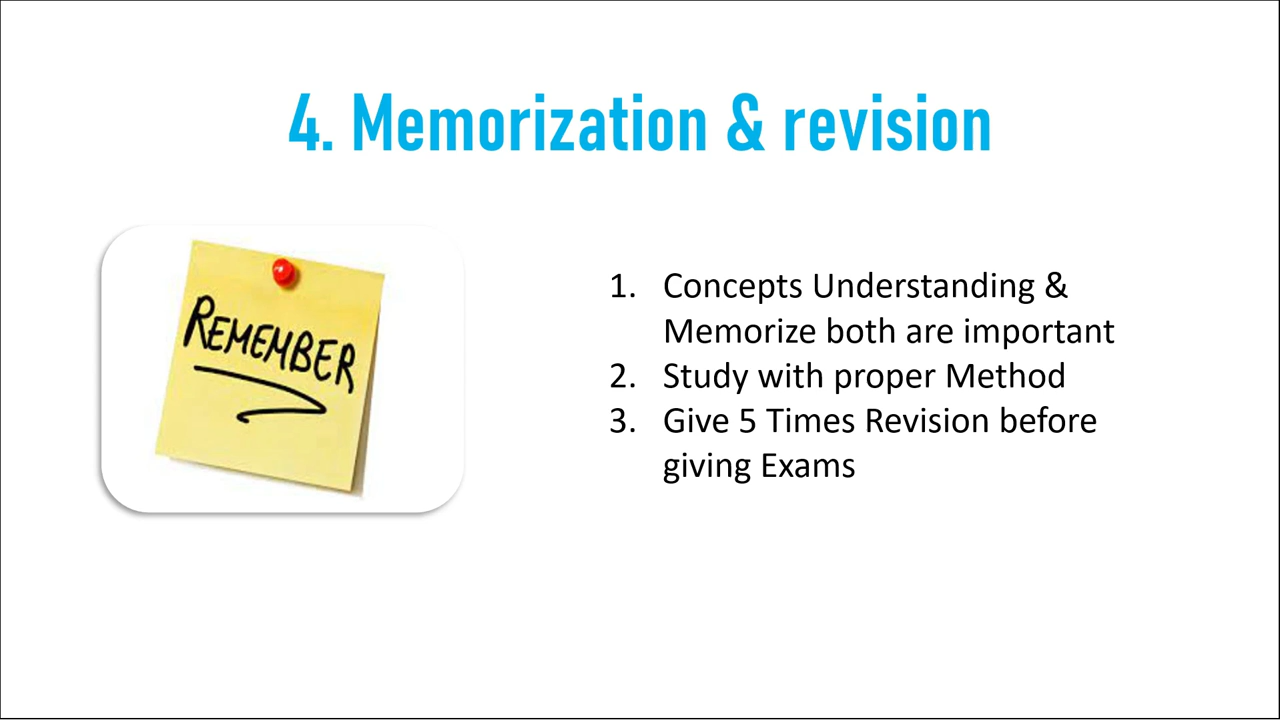 4. Memorization & revision
REMEMBER
1. Concepts Understanding &
Memorize both are important
2. Study with proper Method
3. Give 5 Times Revision before
giving Exams